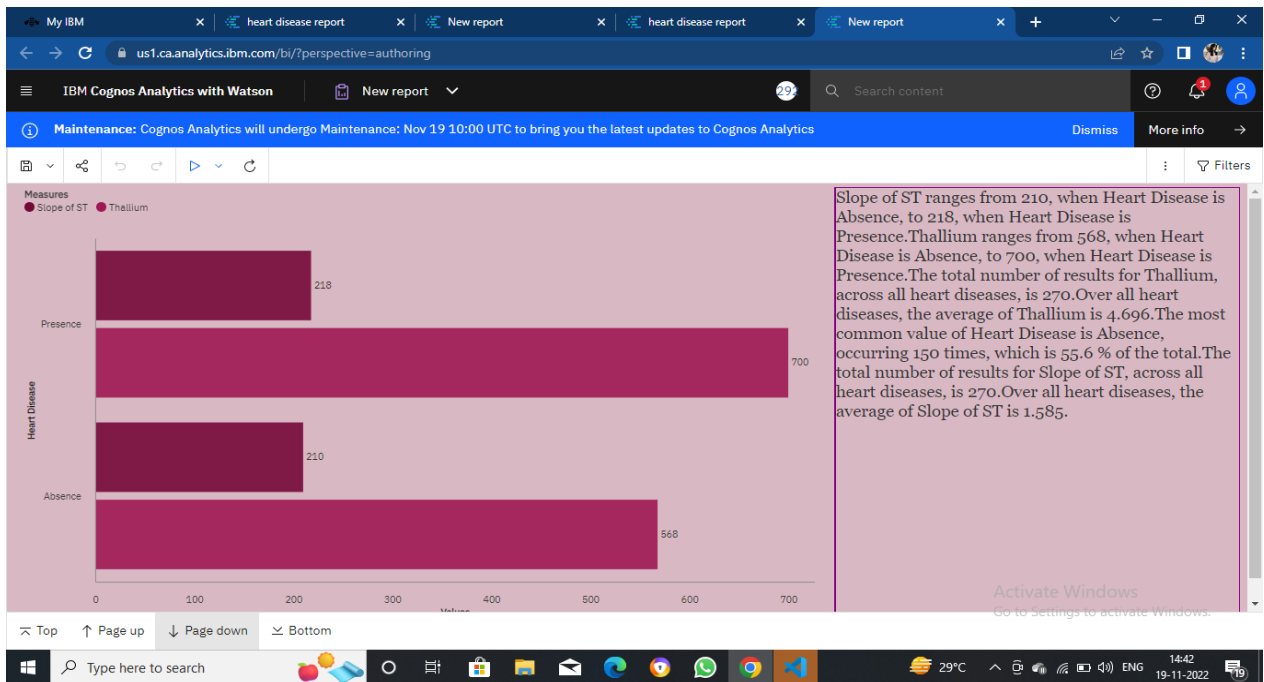 My IBM
heart disease report
New report
heart disease report
New report
us1.ca.analytics.ibm.com/bi/?perspective=authoring
IBM Cognos Analytics with Watson
New report
292
Search content
1
Maintenance: Cognos Analytics will undergo Maintenance: Nov 19 10:00 UTC to bring you the latest updates to Cognos Analytics
Dismiss
More info
Filters
Measures
Slope of ST
Thallium
Heart Disease
Presence
218
700
Absence
210
568
0
100
200
300
400
500
600
700
Values
Slope of ST ranges from 210, when Heart Disease is
Absence, to 218, when Heart Disease is
Presence.Thallium ranges from 568, when Heart
Disease is Absence, to 700, when Heart Disease is
Presence.The total number of results for Thallium,
across all heart diseases, is 270.Over all heart
diseases, the average of Thallium is 4.696.The most
common value of Heart Disease is Absence,
occurring 150 times, which is 55.6 % of the total.The
total number of results for Slope of ST, across all
heart diseases, is 270.Over all heart diseases, the
average of Slope of ST is 1.585.
Activate Windows
Go to Settings to activate Windows.
Top
Page up
Page down
Bottom
Type here to search
29°C
ENG
14:42
19-11-2022
19